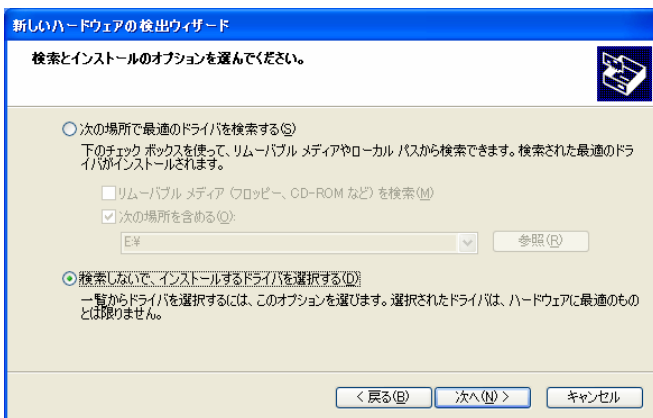 新しいハードウェアの検出ウィザード
検索とインストールのオプションを選んでください。
次の場所で最適のドライバを検索する(S)
下のチェック ボックスを使って、リムーバブル メディアやローカル パスから検索できます。検索された最適のドラ
イバがインストールされます。
リムーバブル メディア (フロッピー、CD-ROM など) を検索(M)
次の場所を含める(O):
E:¥
参照(R)
検索しないで、インストールするドライバを選択する(D)
一覧からドライバを選択するには、このオプションを選びます。選択されたドライバは、ハードウェアに最適のもの
とは限りません。
< 戻る(B) 次へ(N) > キャンセル